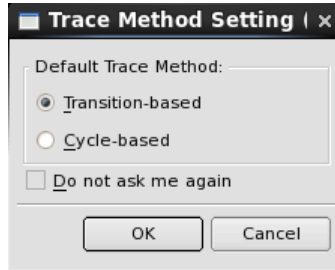 Trace Method Setting (
Default Trace Method:
Transition-based
Cycle-based
Do not ask me again
OK
Cancel